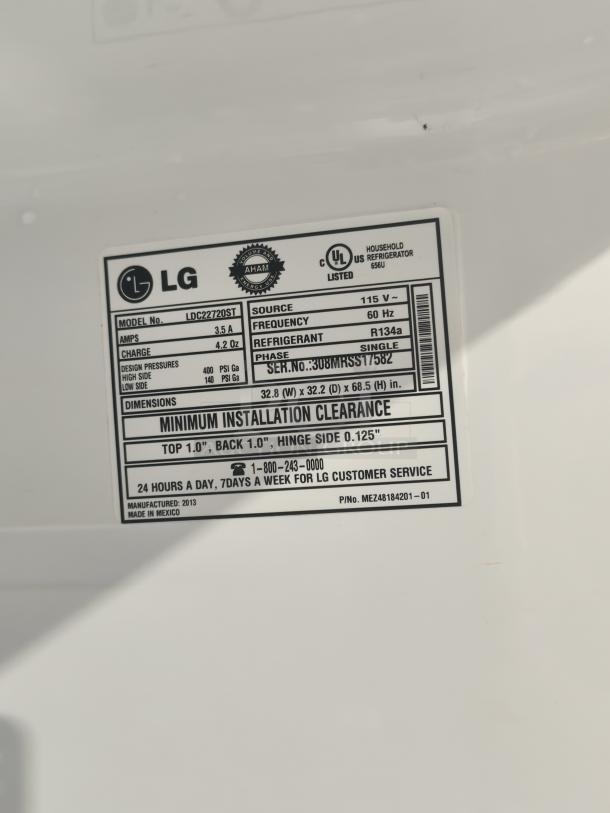 LG
AHAM
C UL US
LISTED
HOUSEHOLD
REFRIGERATOR
656U
MODEL No. LDC22720ST
AMPS 3.5 A
CHARGE 4.2 Oz
DESIGN PRESSURES
HIGH SIDE 400 PSI Ga
LOW SIDE 140 PSI Ga
SOURCE 115 V ~
FREQUENCY 60 Hz
REFRIGERANT R134a
PHASE SINGLE
SER.No.:308MRSS17582
DIMENSIONS 32.8 (W) x 32.2 (D) x 68.5 (H) in.
MINIMUM INSTALLATION CLEARANCE
TOP 1.0", BACK 1.0", HINGE SIDE 0.125"
☎ 1-800-243-0000
24 HOURS A DAY, 7DAYS A WEEK FOR LG CUSTOMER SERVICE
MANUFACTURED: 2013
MADE IN MEXICO
P/No. MEZ48184201-01